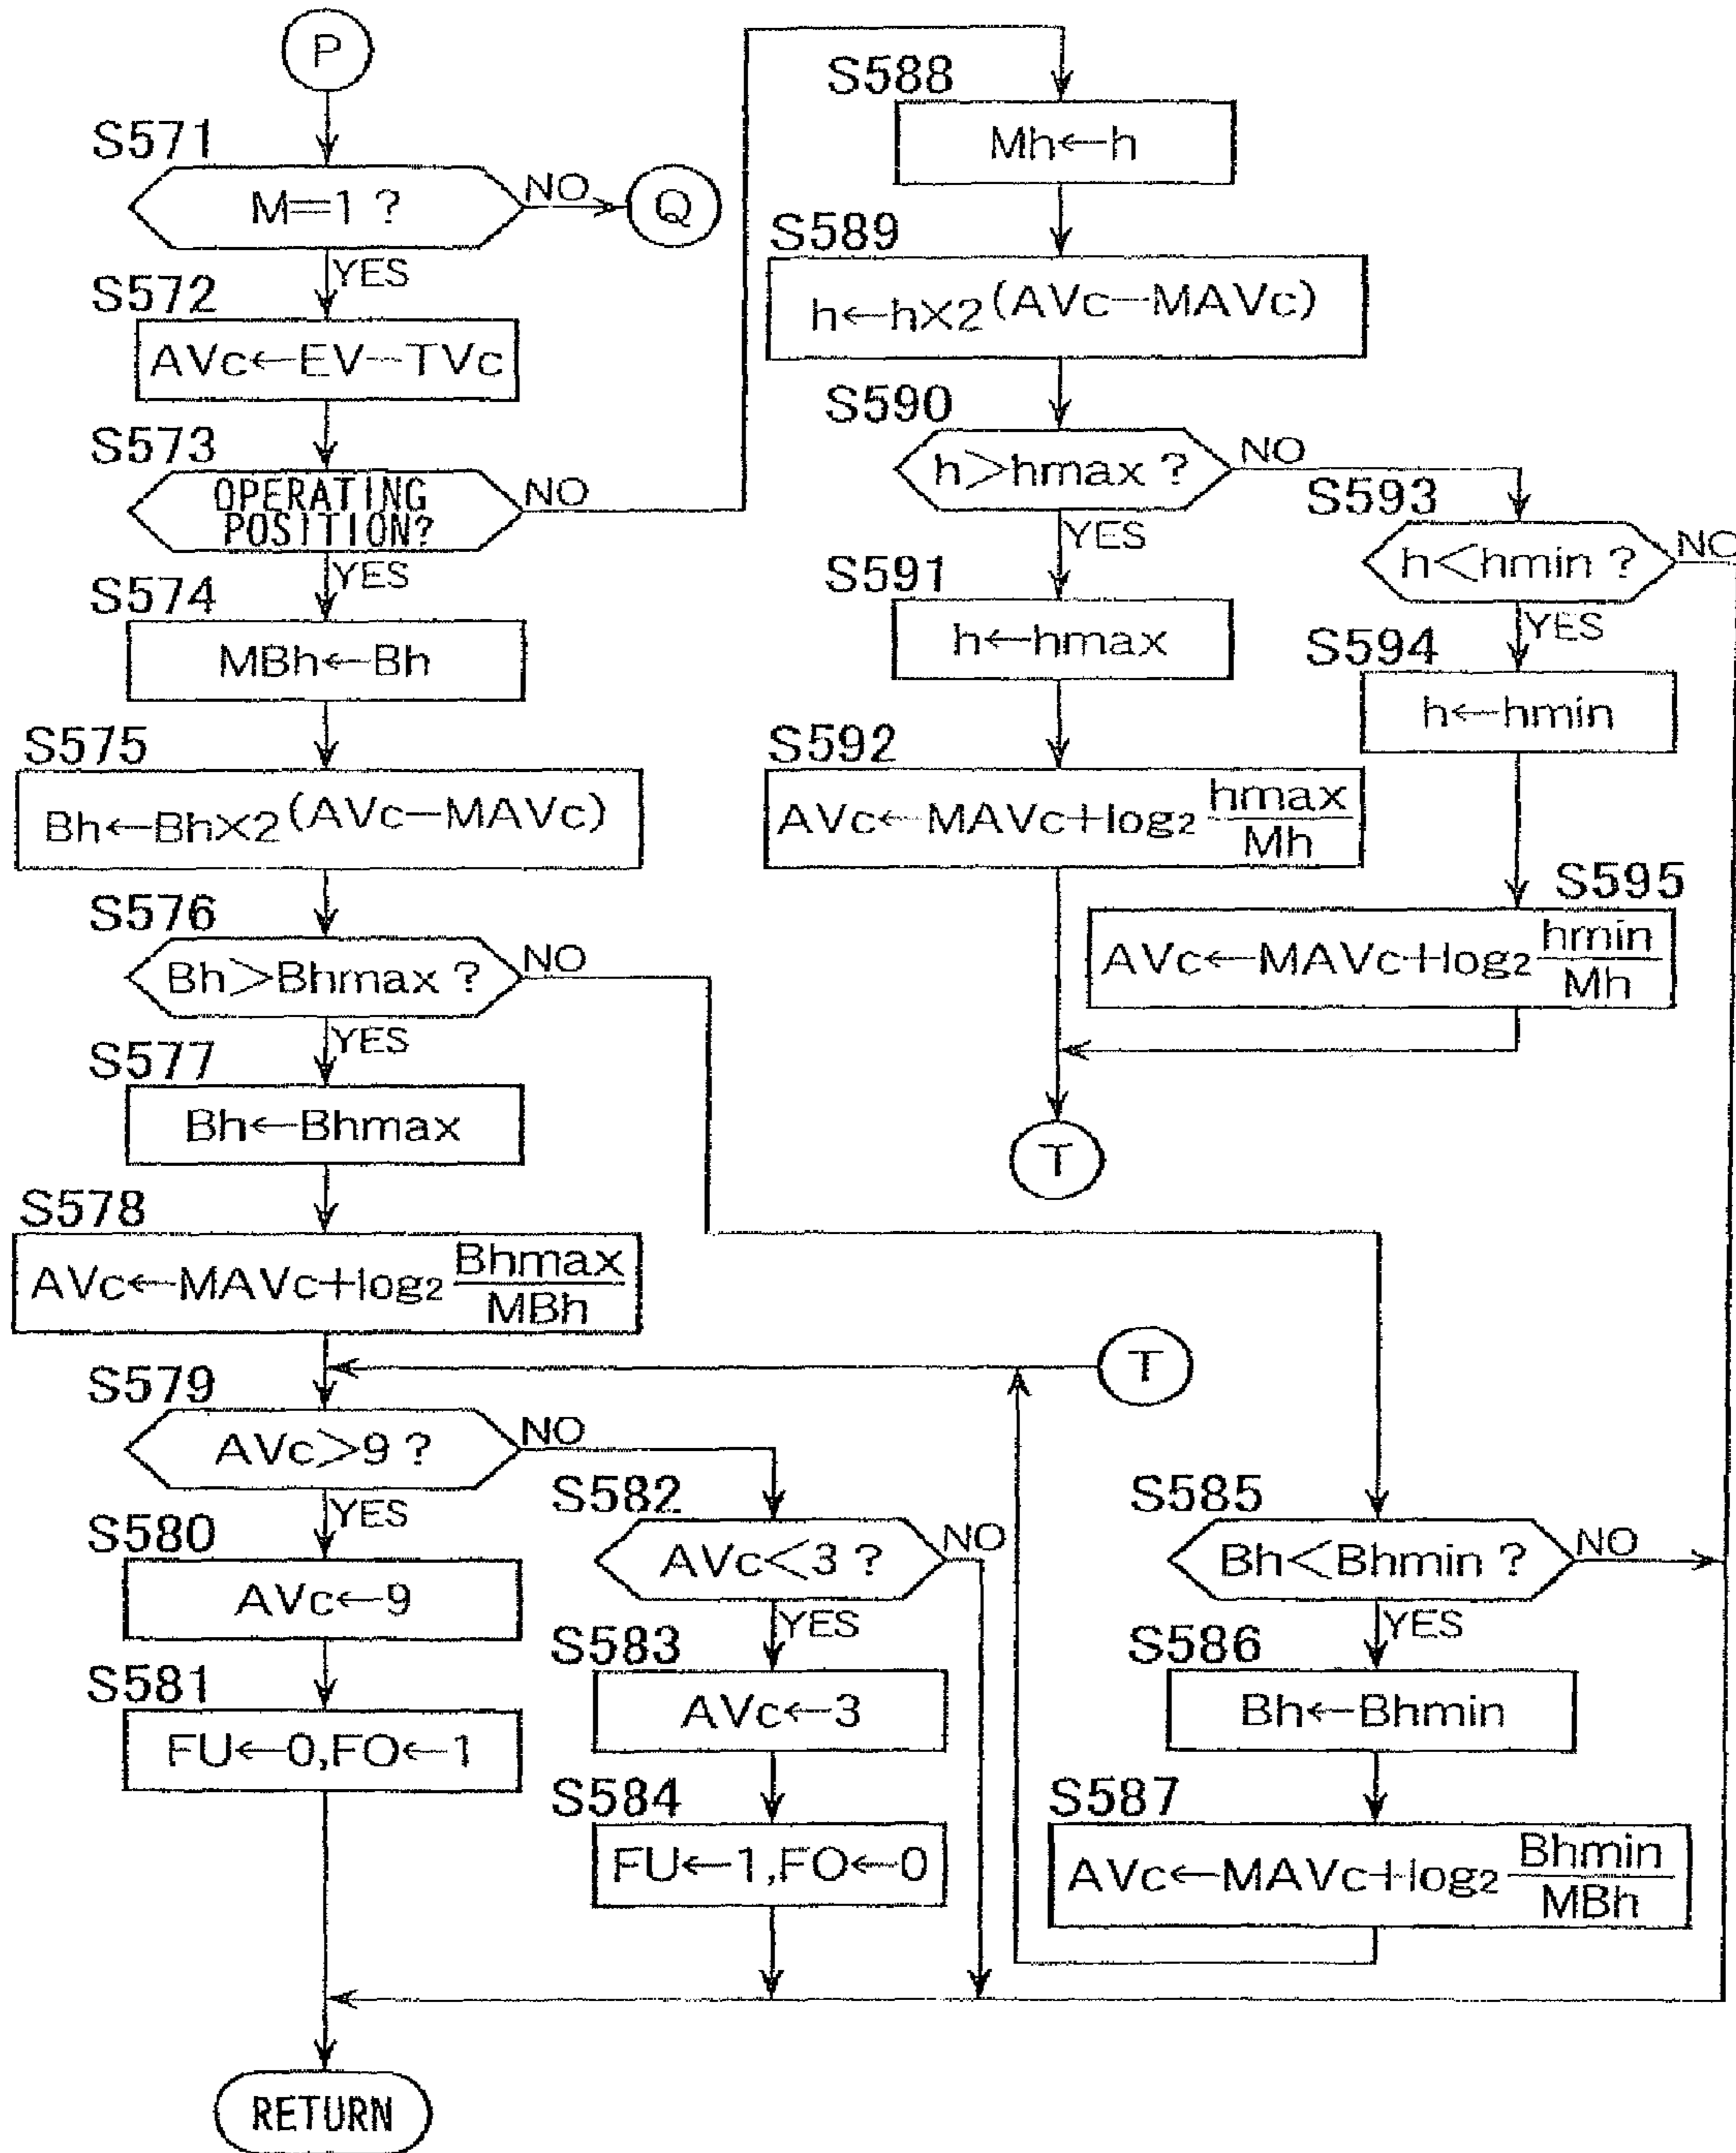 P
S571
M=1 ?
NO
Q
YES
S572
AVc←EV−TVc
S573
OPERATING
POSITION?
NO
YES
S574
MBh←Bh
S575
Bh←Bh×2(AVc−MAVc)
S576
Bh>Bhmax ?
NO
YES
S577
Bh←Bhmax
S578
AVc←MAVc+log2 Bhmax/MBh
T
S579
AVc>9 ?
NO
YES
S580
AVc←9
S581
FU←0,FO←1
S582
AVc<3 ?
NO
YES
S583
AVc←3
S584
FU←1,FO←0
S585
Bh<Bhmin ?
NO
YES
S586
Bh←Bhmin
S587
AVc←MAVc+log2 Bhmin/MBh
S588
Mh←h
S589
h←h×2(AVc−MAVc)
S590
h>hmax ?
NO
YES
S591
h←hmax
S592
AVc←MAVc+log2 hmax/Mh
S593
h<hmin ?
NO
YES
S594
h←hmin
S595
AVc←MAVc+log2 hmin/Mh
T
RETURN